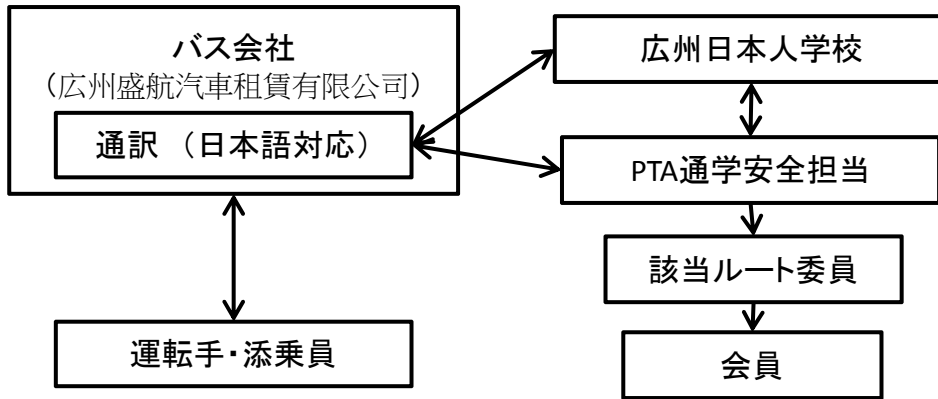 バス会社
（広州盛航汽車租賃有限公司）
通訳 （日本語対応）
運転手・添乗員
広州日本人学校
PTA通学安全担当
該当ルート委員
会員